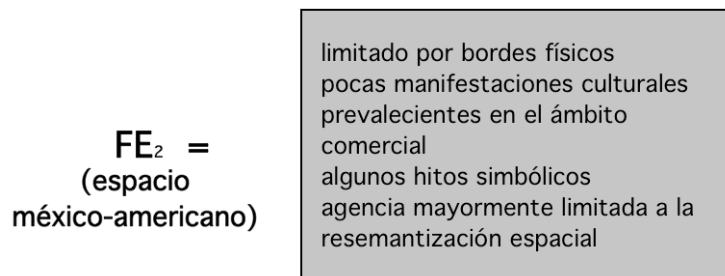 FE₂ =
(espacio
méxico-americano)
limitado por bordes físicos
pocas manifestaciones culturales
prevalecientes en el ámbito
comercial
algunos hitos simbólicos
agencia mayormente limitada a la
resemantización espacial